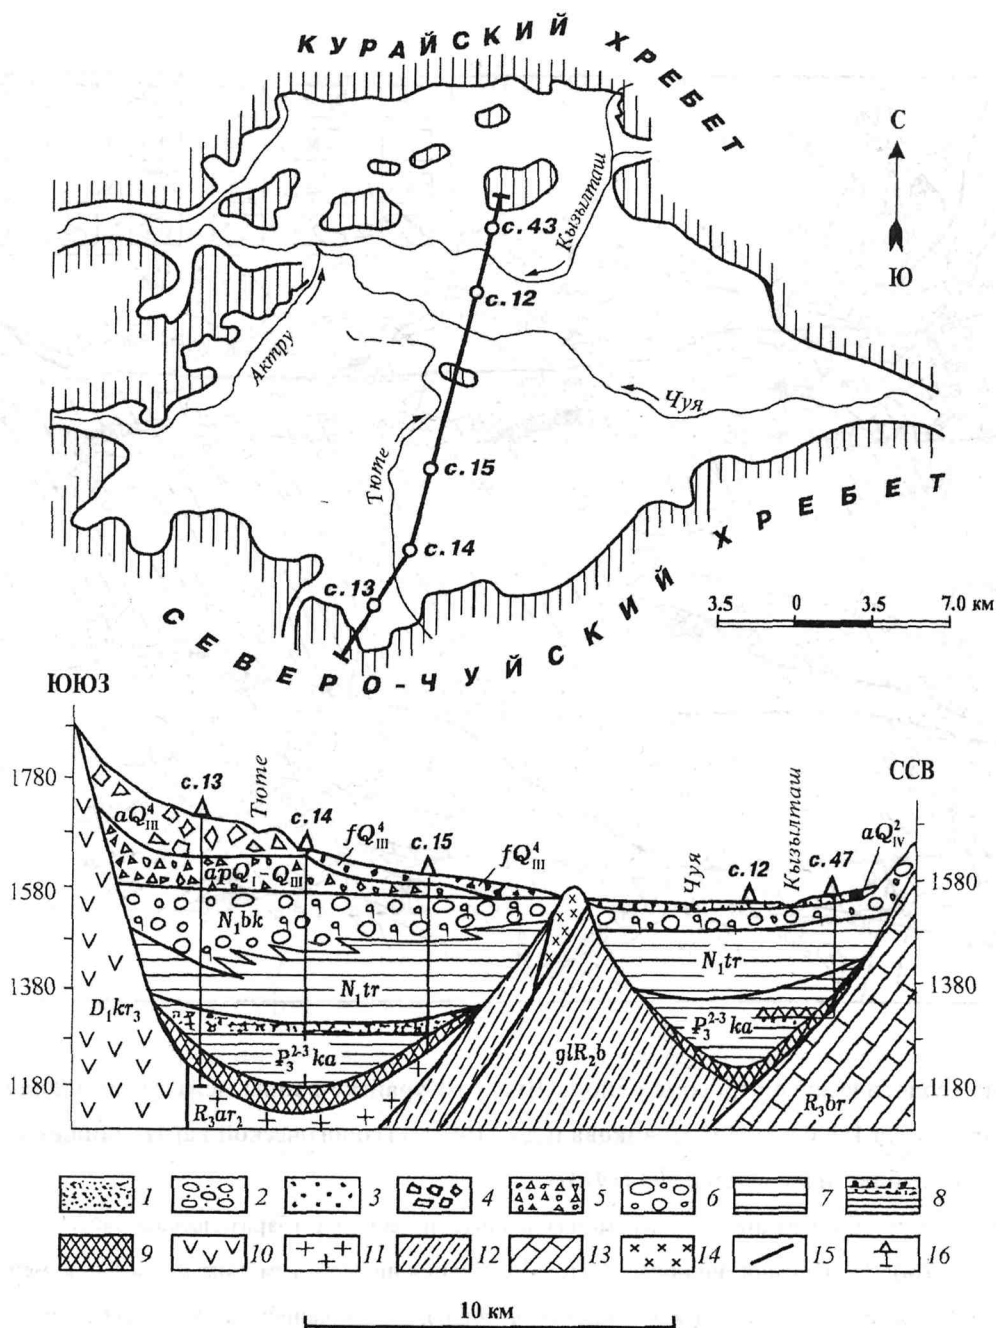 КУРАЙСКИЙ ХРЕБЕТ
С
Ю
с.43
Кызылташ
с.12
Актру
Чуя
Тюте
с.15
с.14
с.13
СЕВЕРО-ЧУЙСКИЙ ХРЕБЕТ
3.5 0 3.5 7.0 км
ЮЮЗ
ССВ
1780
1580
1380
1180
1580
1380
1180
с.13
Тюте
с.14
с.15
Чуя
с.12
Кызылташ
с.47
aQ⁴III
fQ⁴III
fQ⁴III
aQ²IV
apQI-QIII
N₁bk
N₁tr
N₁tr
D₁kr₃
P₃²⁻³ka
P₃²⁻³ka
glR₂b
R₃ar₂
R₃br
1 2 3 4 5 6 7 8
9 10 11 12 13 14 15 16
10 км